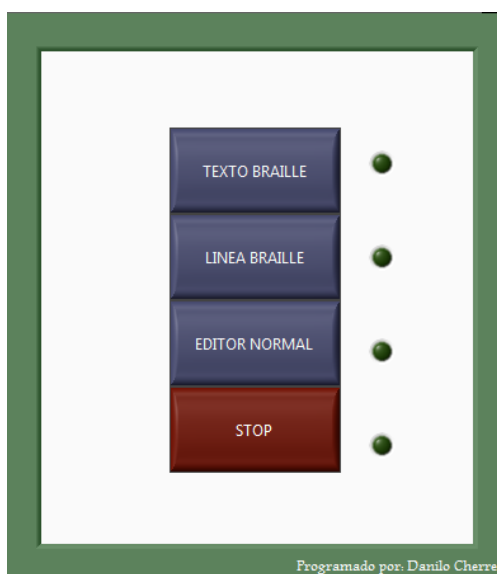 TEXTO BRAILLE
LINEA BRAILLE
EDITOR NORMAL
STOP
Programado por: Danilo Cherre